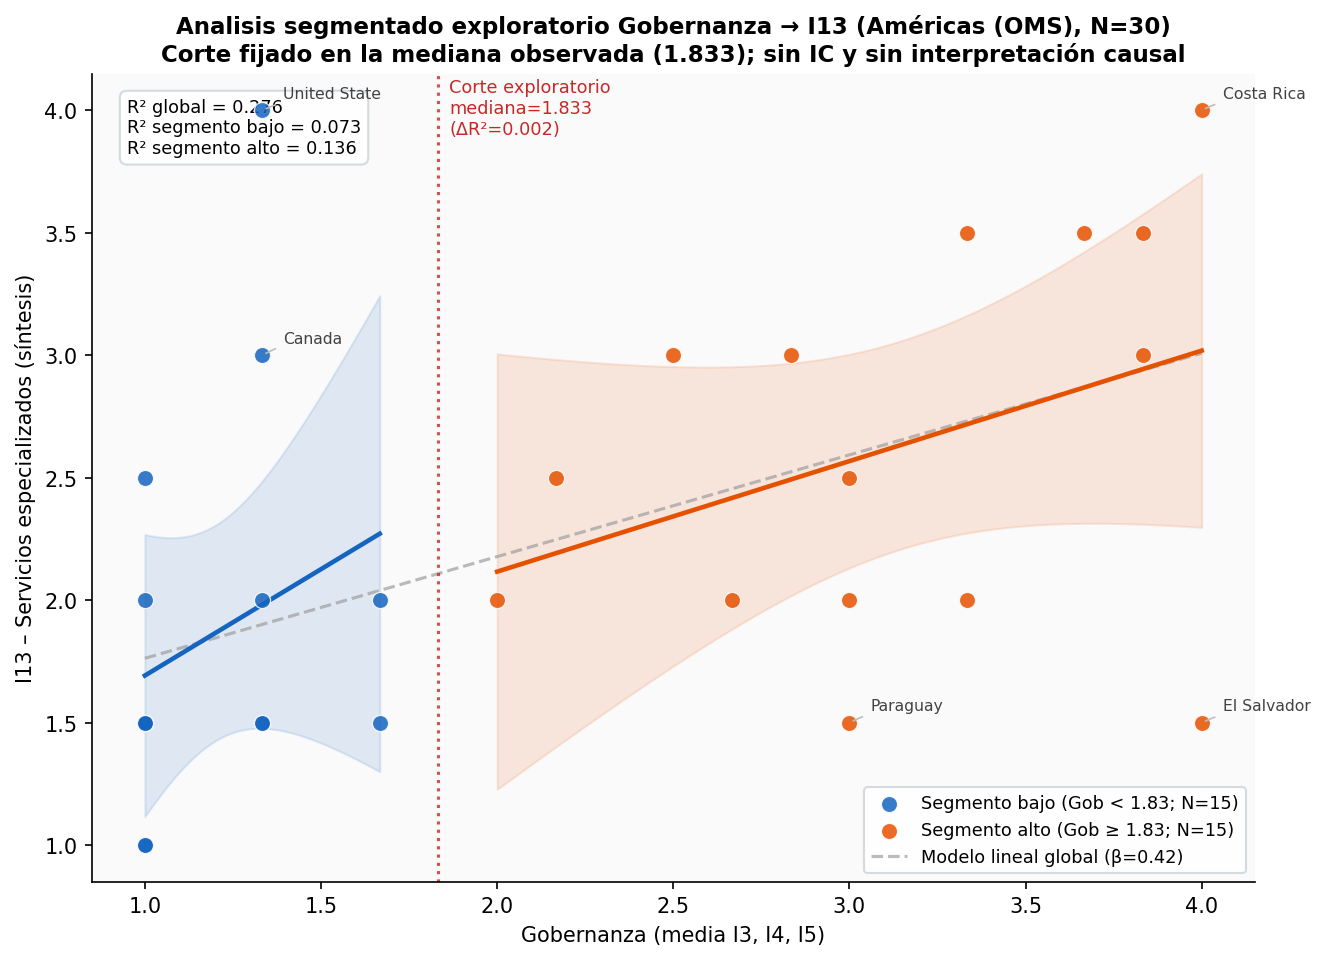 Analisis segmentado exploratorio Gobernanza → I13 (Américas (OMS), N=30)
Corte fijado en la mediana observada (1.833); sin IC y sin interpretación causal
R² global = 0.276
R² segmento bajo = 0.073
R² segmento alto = 0.136
United State
Corte exploratorio
mediana=1.833
(ΔR²=0.002)
Costa Rica
Canada
Paraguay
El Salvador
I13 – Servicios especializados (síntesis)
4.0
3.5
3.0
2.5
2.0
1.5
1.0
Segmento bajo (Gob < 1.83; N=15)
Segmento alto (Gob ≥ 1.83; N=15)
Modelo lineal global (β=0.42)
1.0 1.5 2.0 2.5 3.0 3.5 4.0
Gobernanza (media I3, I4, I5)